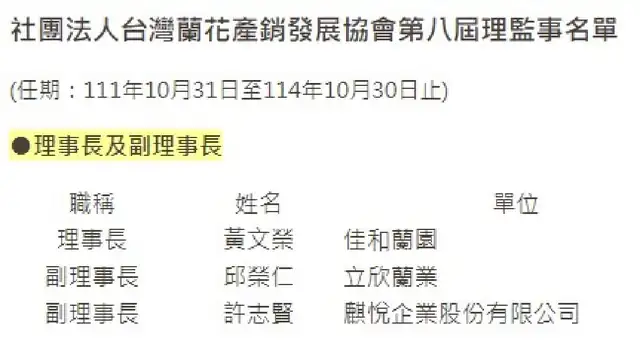 社團法人台灣蘭花產銷發展協會第八屆理監事名單
(任期：111年10月31日至114年10月30日止)
●理事長及副理事長
職稱 姓名 單位
理事長 黃文榮 佳和蘭園
副理事長 邱榮仁 立欣蘭業
副理事長 許志賢 麒悅企業股份有限公司